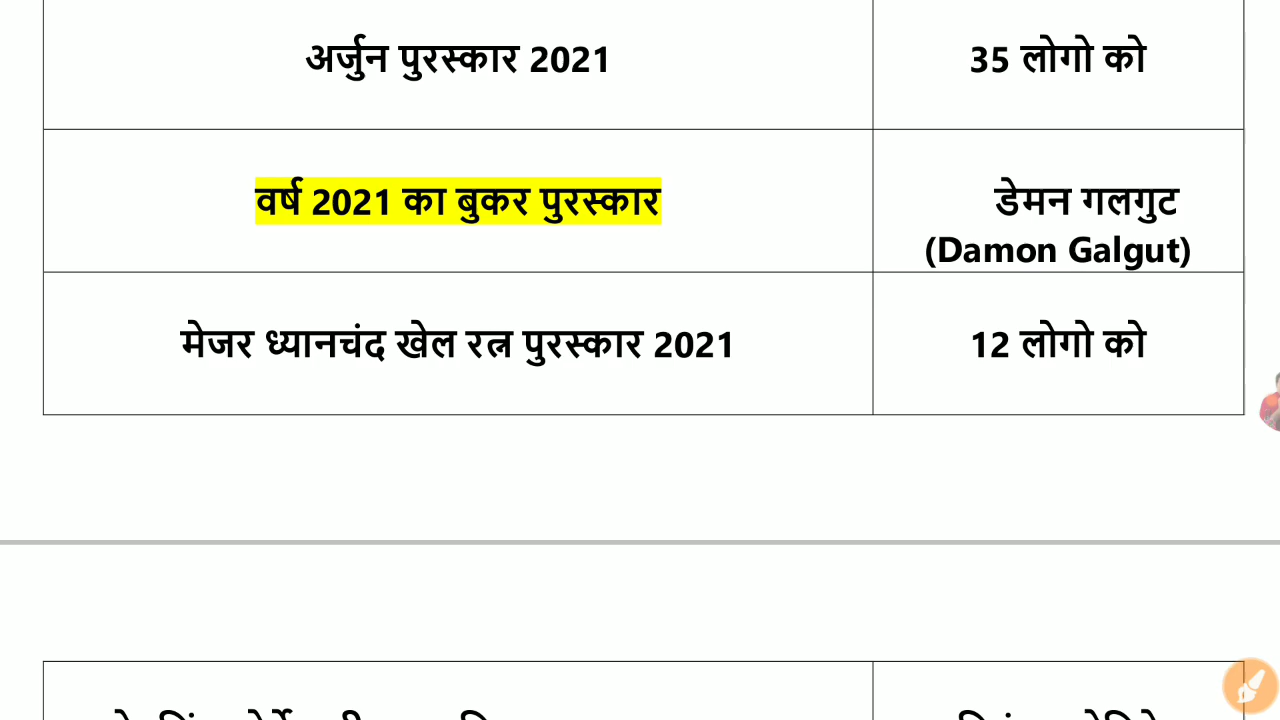 अर्जुन पुरस्कार 2021
35 लोगो को
वर्ष 2021 का बुकर पुरस्कार
डेमन गलगुट
(Damon Galgut)
मेजर ध्यानचंद खेल रत्न पुरस्कार 2021
12 लोगो को